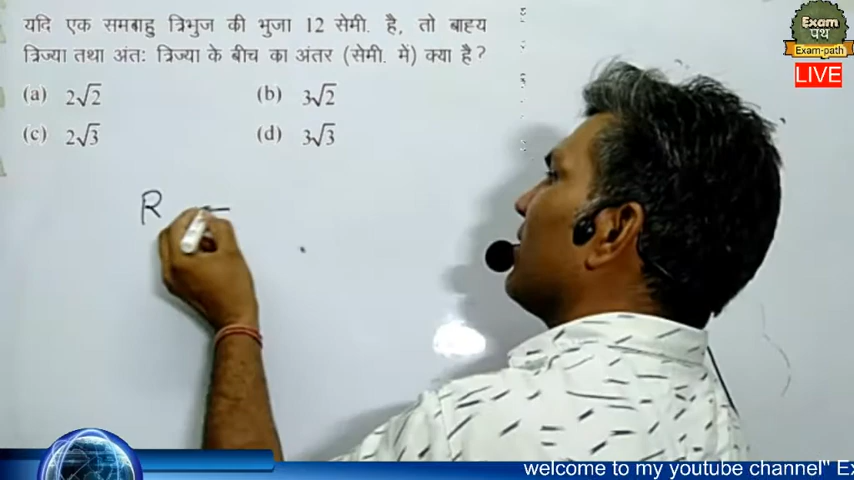 यदि एक समबाहु त्रिभुज की भुजा 12 सेमी. है, तो बाह्य
त्रिज्या तथा अंतः त्रिज्या के बीच का अंतर (सेमी. में) क्या है?
(a) 2√2 (b) 3√2
(c) 2√3 (d) 3√3
R
Exam
पथ
Exam-path
LIVE
welcome to my youtube channel" Ex